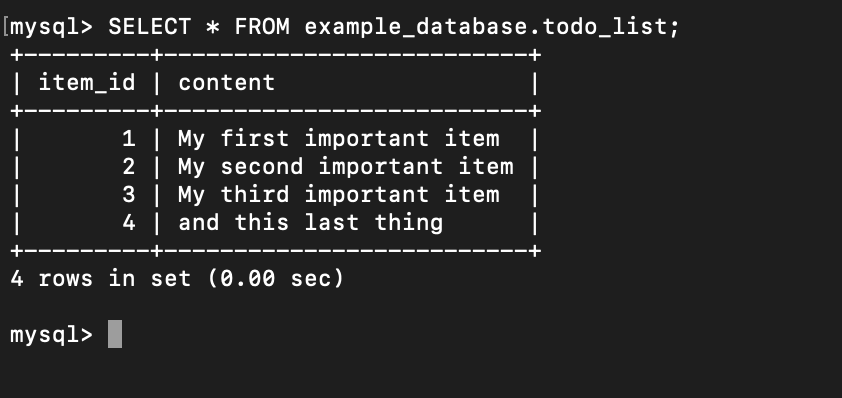 [mysql> SELECT * FROM example_database.todo_list;
+---------+--------------------------+
| item_id | content                  |
+---------+--------------------------+
|       1 | My first important item  |
|       2 | My second important item |
|       3 | My third important item  |
|       4 | and this last thing      |
+---------+--------------------------+
4 rows in set (0.00 sec)
mysql>